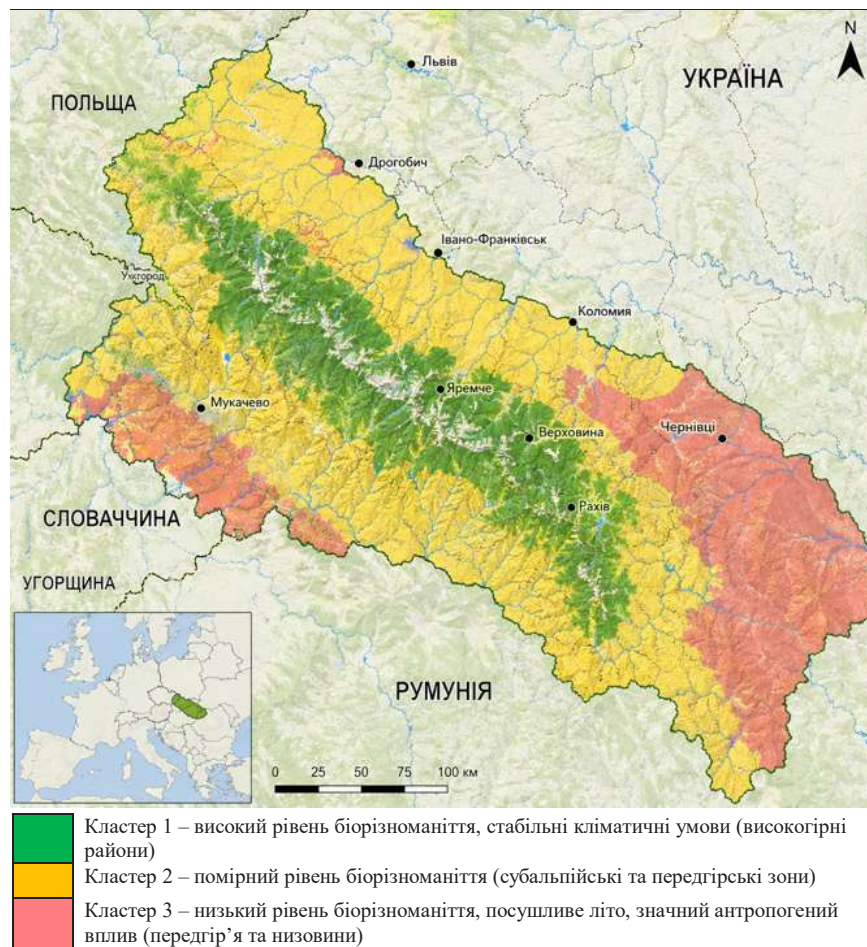 N
Львів
УКРАЇНА
ПОЛЬЩА
Дрогобич
Івано-Франківськ
Ужгород
Коломия
Яремче
Мукачево
Верховина
Чернівці
Рахів
СЛОВАЧЧИНА
УГОРЩИНА
РУМУНІЯ
0 25 50 75 100 км
Кластер 1 – високий рівень біорізноманіття, стабільні кліматичні умови (високогірні
райони)
Кластер 2 – помірний рівень біорізноманіття (субальпійські та передгірські зони)
Кластер 3 – низький рівень біорізноманіття, посушливе літо, значний антропогений
вплив (передгір’я та низовини)